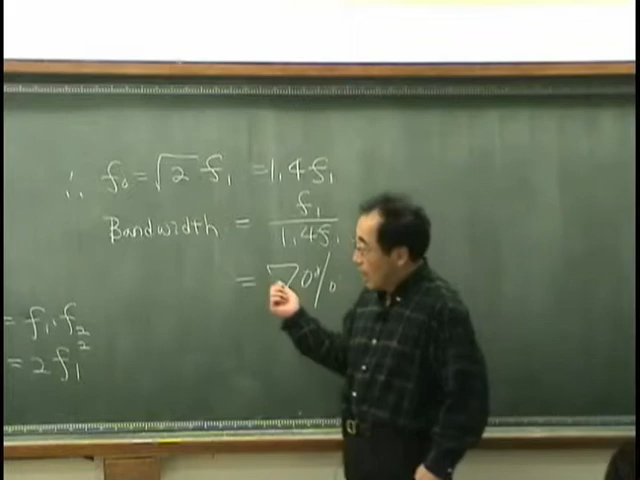 ∴ f₀ = √2 f₁ = 1.4 f₁
Bandwidth = f₁ / 1.4 f₁
= 70%
= f₁ · f₂
= 2 f₁²